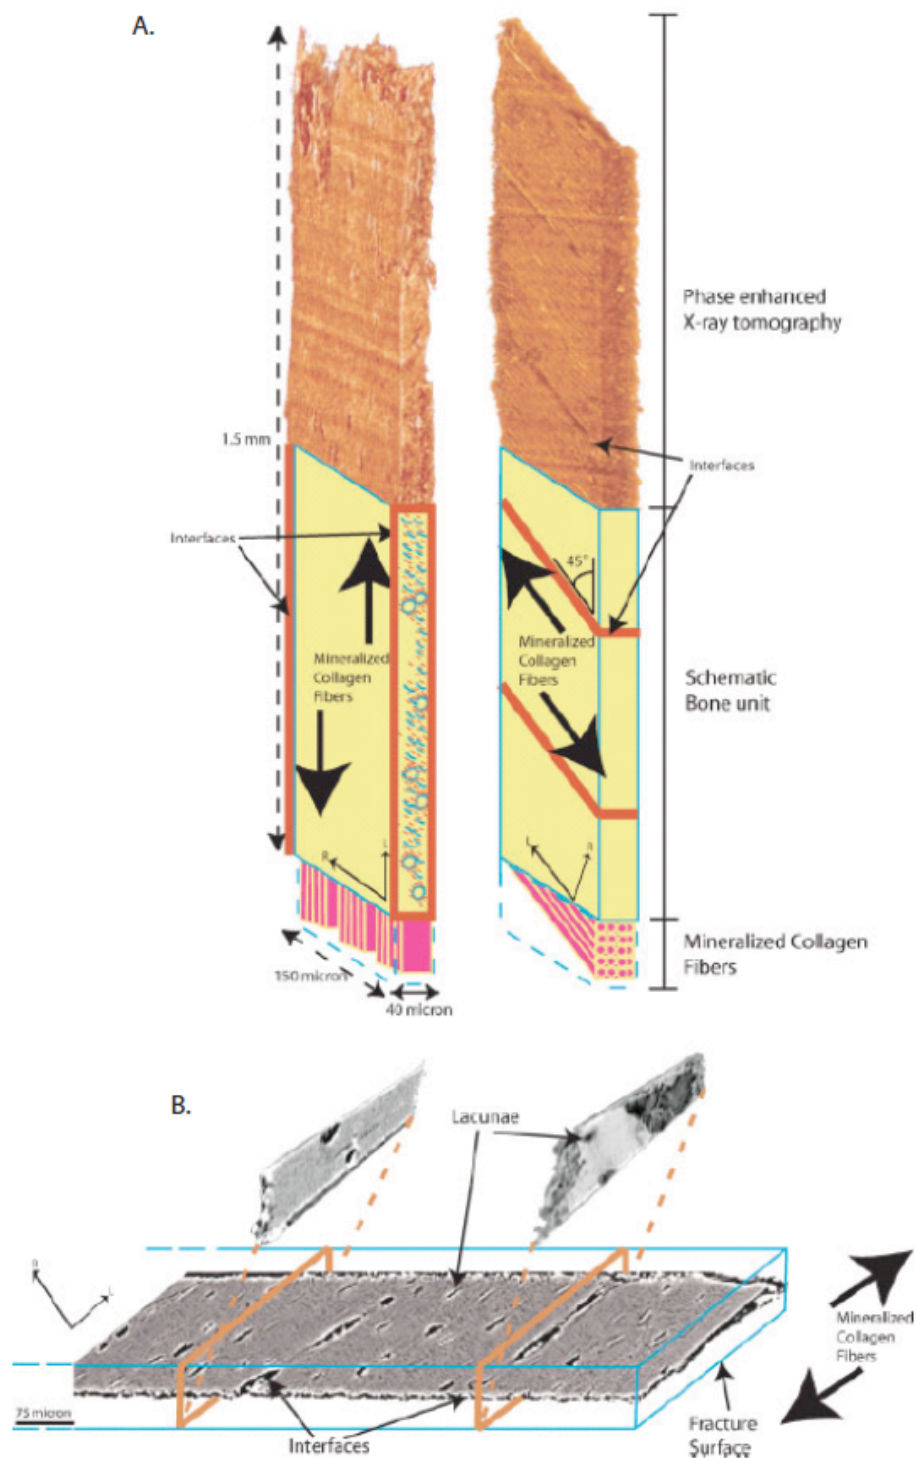 A.
Phase enhanced
X-ray tomography
1.5 mm
Interfaces
Interfaces
45°
Mineralized
Collagen
Fibers
Mineralized
Collagen
Fibers
Schematic
Bone unit
R
L
L
R
Mineralized Collagen
Fibers
150 micron
40 micron
B.
Lacunae
L
Mineralized
Collagen
Fibers
75 micron
Interfaces
Fracture
Surface